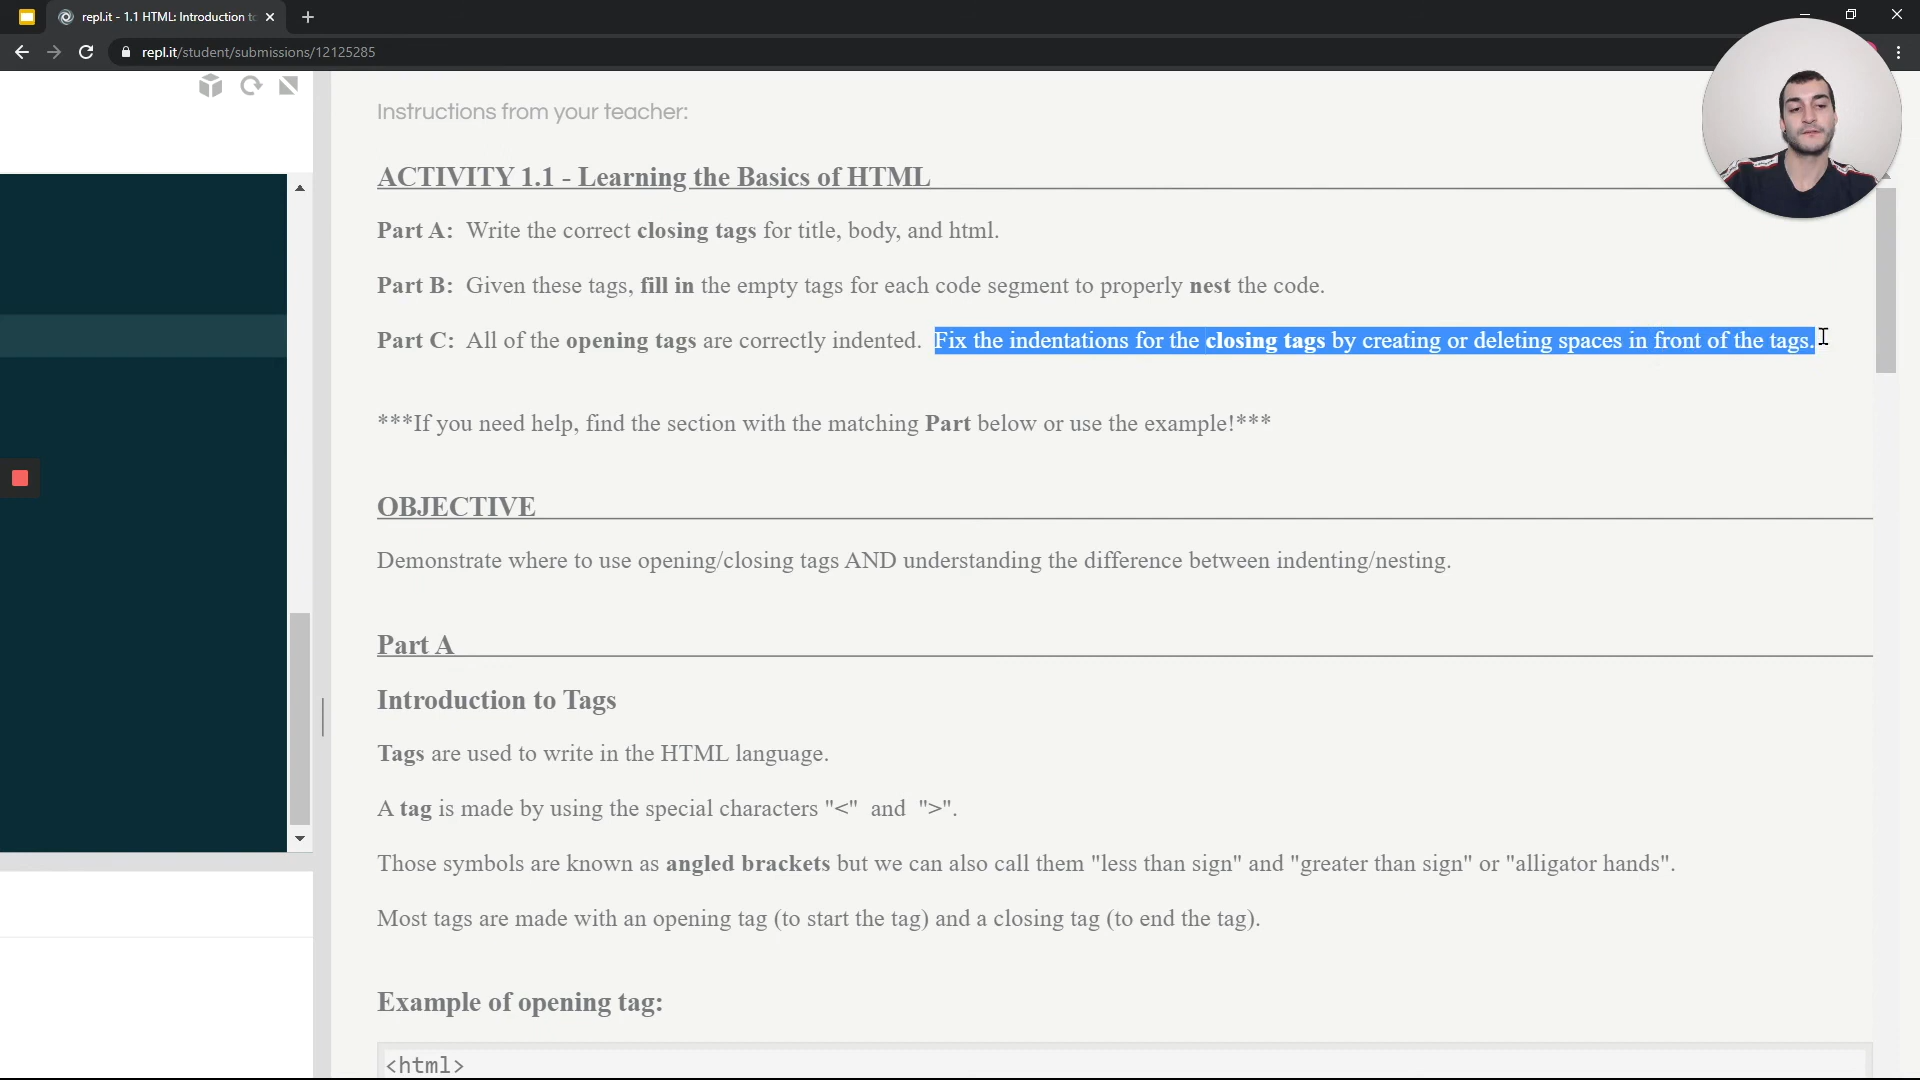 repl.it - 1.1 HTML: Introduction to
repl.it/student/submissions/12125285
Instructions from your teacher:
ACTIVITY 1.1 - Learning the Basics of HTML
Part A: Write the correct closing tags for title, body, and html.
Part B: Given these tags, fill in the empty tags for each code segment to properly nest the code.
Part C: All of the opening tags are correctly indented. Fix the indentations for the closing tags by creating or deleting spaces in front of the tags.
***If you need help, find the section with the matching Part below or use the example!***
OBJECTIVE
Demonstrate where to use opening/closing tags AND understanding the difference between indenting/nesting.
Part A
Introduction to Tags
Tags are used to write in the HTML language.
A tag is made by using the special characters "<" and ">".
Those symbols are known as angled brackets but we can also call them "less than sign" and "greater than sign" or "alligator hands".
Most tags are made with an opening tag (to start the tag) and a closing tag (to end the tag).
Example of opening tag:
<html>